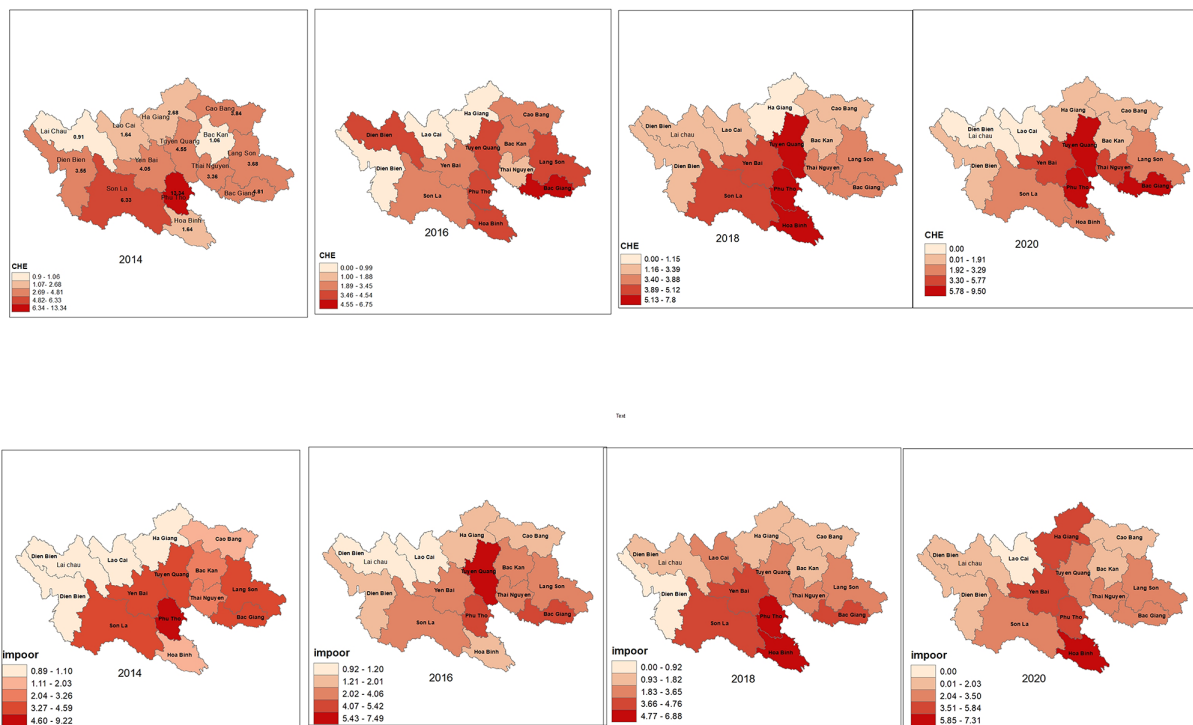 Ha Giang
2.68
Cao Bang
2.84
Lao Cai
1.64
Lai Chau
0.91
Tuyen Quang
4.55
Bac Kan
1.06
Lang Son
3.68
Dien Bien
Yen Bai
4.05
Thai Nguyen
3.36
Son La
6.33
Bac Giang
4.81
Hoa Binh
1.64
2014
CHE
0.9 - 1.06
1.07- 2.68
2.69 - 4.81
4.82- 6.33
6.34 - 13.34
Ha Giang
Cao Bang
Dien Bien
Lao Cai
Tuyen Quang
Bac Kan
Dien Bien
Yen Bai
Lang Son
Thai Nguyen
Son La
Phu Tho
Bac Giang
Hoa Binh
2016
CHE
0.00 - 0.99
1.00 - 1.88
1.89 - 3.45
3.46 - 4.54
4.55 - 6.75
Ha Giang
Cao Bang
Dien Bien
Lai chau
Lao Cai
Tuyen Quang
Bac Kan
Dien Bien
Yen Bai
Lang Son
Thai Nguyen
Son La
Phu Tho
Bac Giang
Hoa Binh
2018
CHE
0.00 - 1.15
1.16 - 3.39
3.40 - 3.88
3.89 - 5.12
5.13 - 7.8
Ha Giang
Cao Bang
Dien Bien
Lai chau
Lao Cai
Tuyen Quang
Bac Kan
Dien Bien
Yen Bai
Lang Son
Thai Nguyen
Son La
Phu Tho
Bac Giang
Hoa Binh
2020
CHE
0.00
0.01 - 1.91
1.92 - 3.29
3.30 - 5.77
5.78 - 9.50
Text
Ha Giang
Cao Bang
Dien Bien
Lai chau
Lao Cai
Tuyen Quang
Bac Kan
Dien Bien
Yen Bai
Lang Son
Thai Nguyen
Son La
Phu Tho
Bac Giang
Hoa Binh
2014
impoor
0.89 - 1.10
1.11 - 2.03
2.04 - 3.26
3.27 - 4.59
4.60 - 9.22
Ha Giang
Cao Bang
Dien Bien
Lai chau
Lao Cai
Tuyen Quang
Bac Kan
Dien Bien
Yen Bai
Lang Son
Thai Nguyen
Son La
Phu Tho
Bac Giang
Hoa Binh
2016
impoor
0.92 - 1.20
1.21 - 2.01
2.02 - 4.06
4.07 - 5.42
5.43 - 7.49
Ha Giang
Cao Bang
Dien Bien
Lai chau
Lao Cai
Tuyen Quang
Bac Kan
Dien Bien
Yen Bai
Lang Son
Thai Nguyen
Son La
Phu Tho
Bac Giang
Hoa Binh
2018
impoor
0.00 - 0.92
0.93 - 1.82
1.83 - 3.65
3.66 - 4.76
4.77 - 6.88
Ha Giang
Cao Bang
Dien Bien
Lai chau
Lao Cai
Tuyen Quang
Bac Kan
Dien Bien
Yen Bai
Lang Son
Thai Nguyen
Son La
Phu Tho
Bac Giang
Hoa Binh
2020
impoor
0.00
0.01 - 2.03
2.04 - 3.50
3.51 - 5.84
5.85 - 7.31